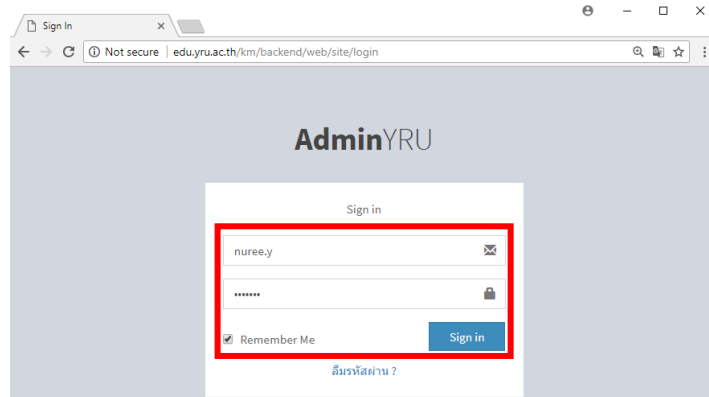 Sign In
Not secure | edu.yru.ac.th/km/backend/web/site/login
AdminYRU
Sign in
nuree.y
•••••••
Remember Me
Sign in
ลืมรหัสผ่าน ?